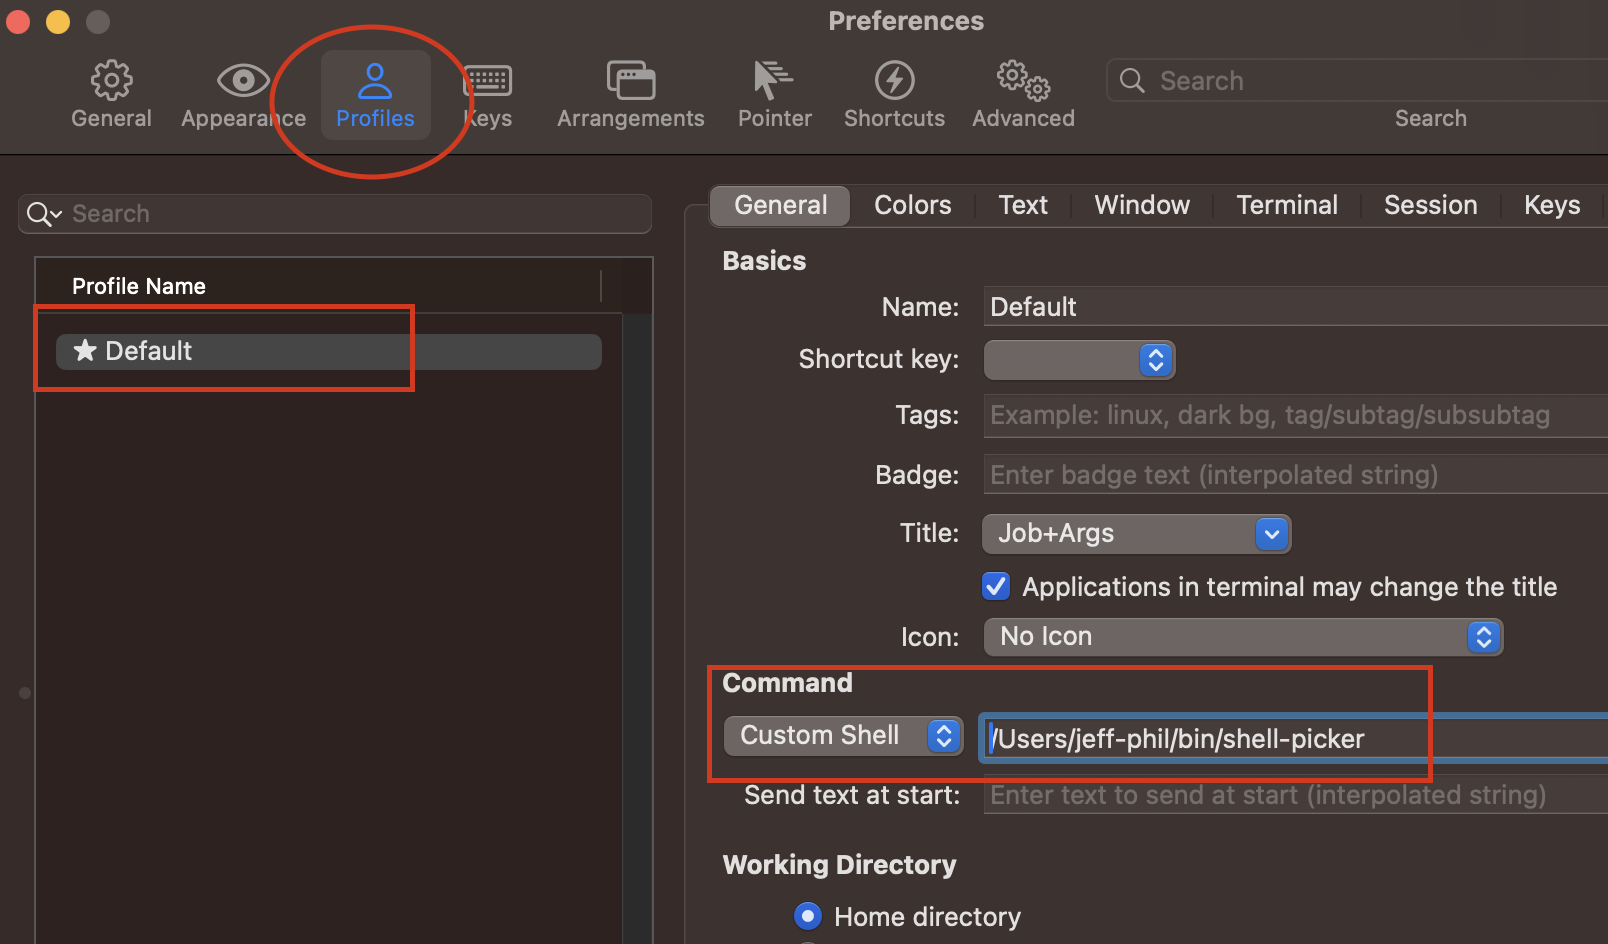 Preferences
General
Appearance
Profiles
Keys
Arrangements
Pointer
Shortcuts
Advanced
Search
Search
Search
Profile Name
Default
General
Colors
Text
Window
Terminal
Session
Keys
Basics
Name: Default
Shortcut key:
Tags: Example: linux, dark bg, tag/subtag/subsubtag
Badge: Enter badge text (interpolated string)
Title: Job+Args
Applications in terminal may change the title
Icon: No Icon
Command
Custom Shell /Users/jeff-phil/bin/shell-picker
Send text at start: Enter text to send at start (interpolated string)
Working Directory
Home directory